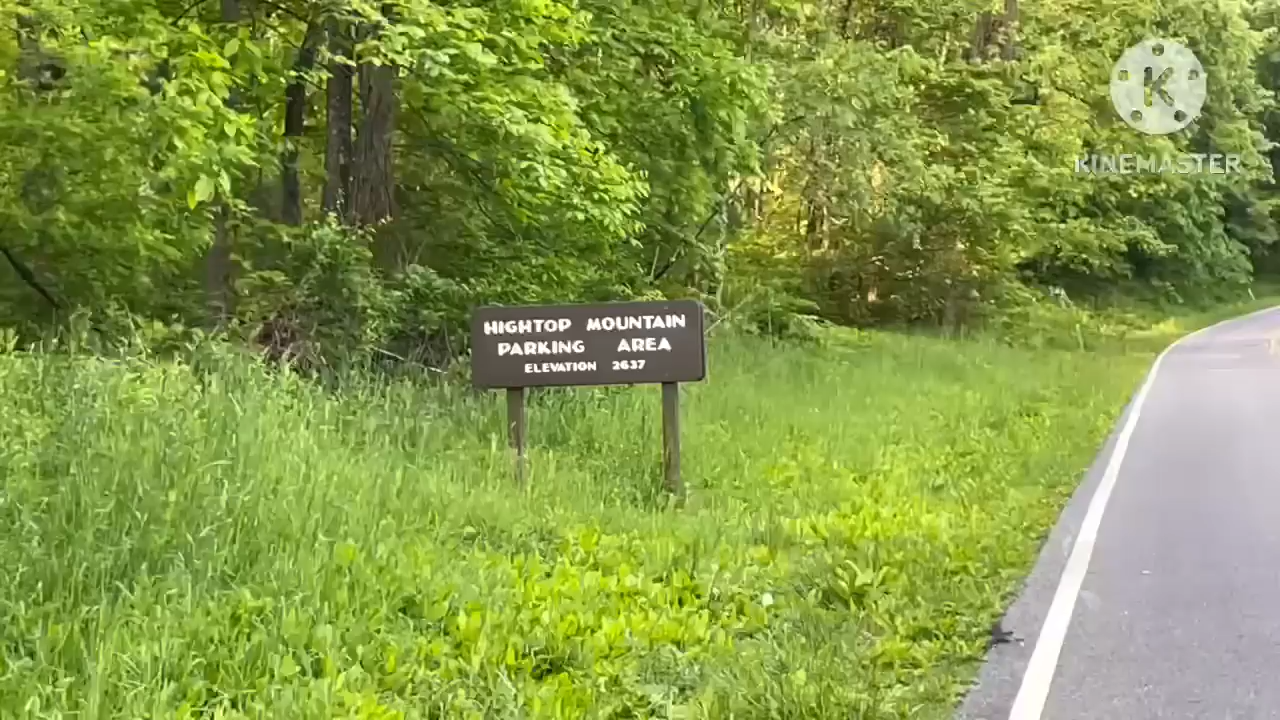 K
KINEMASTER
HIGHTOP MOUNTAIN
PARKING AREA
ELEVATION 2637